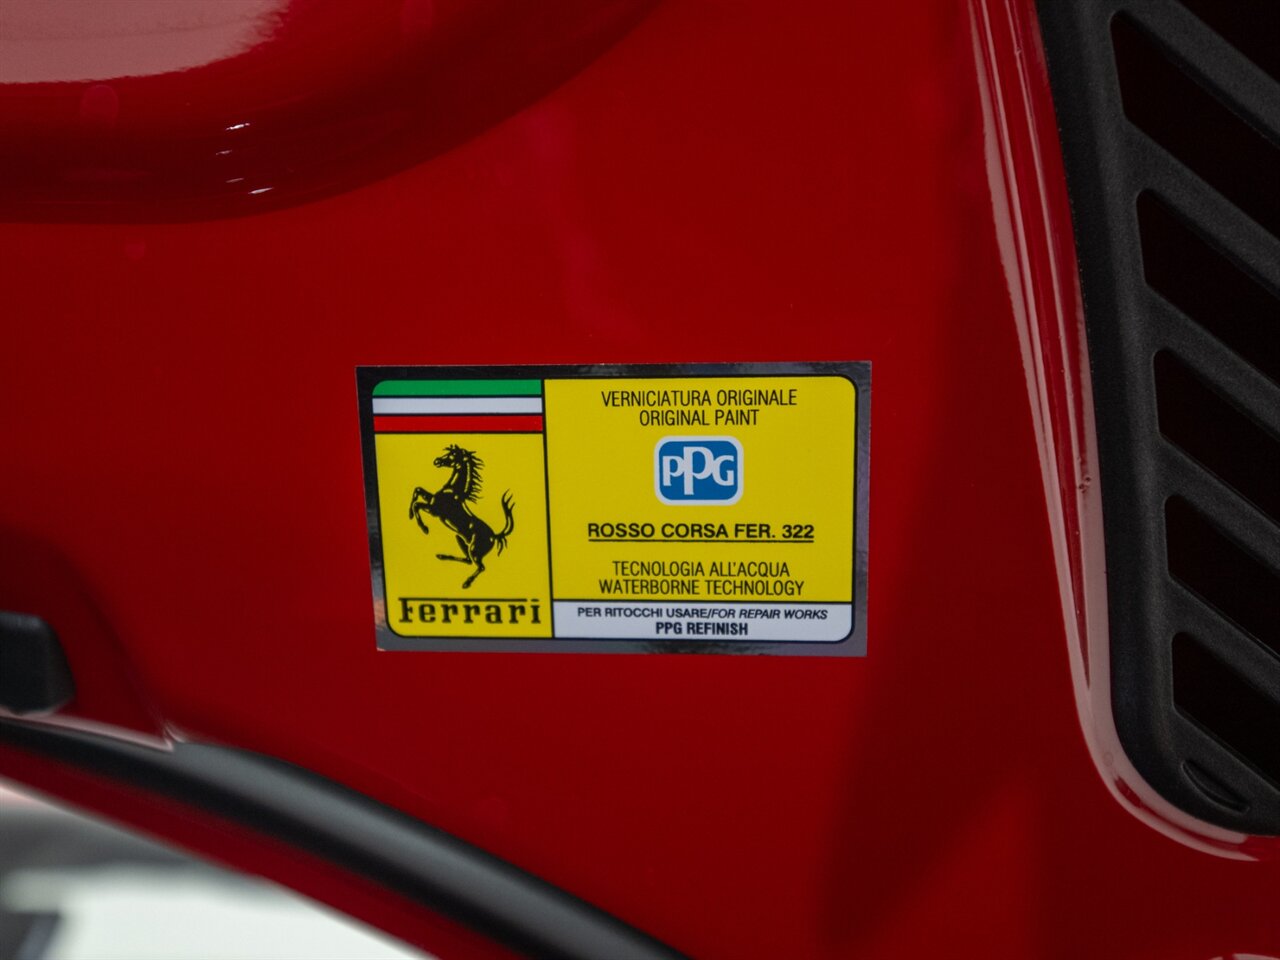 Ferrari
VERNICIATURA ORIGINALE
ORIGINAL PAINT
PPG
ROSSO CORSA FER. 322
TECNOLOGIA ALL'ACQUA
WATERBORNE TECHNOLOGY
PER RITOCCHI USARE/FOR REPAIR WORKS
PPG REFINISH